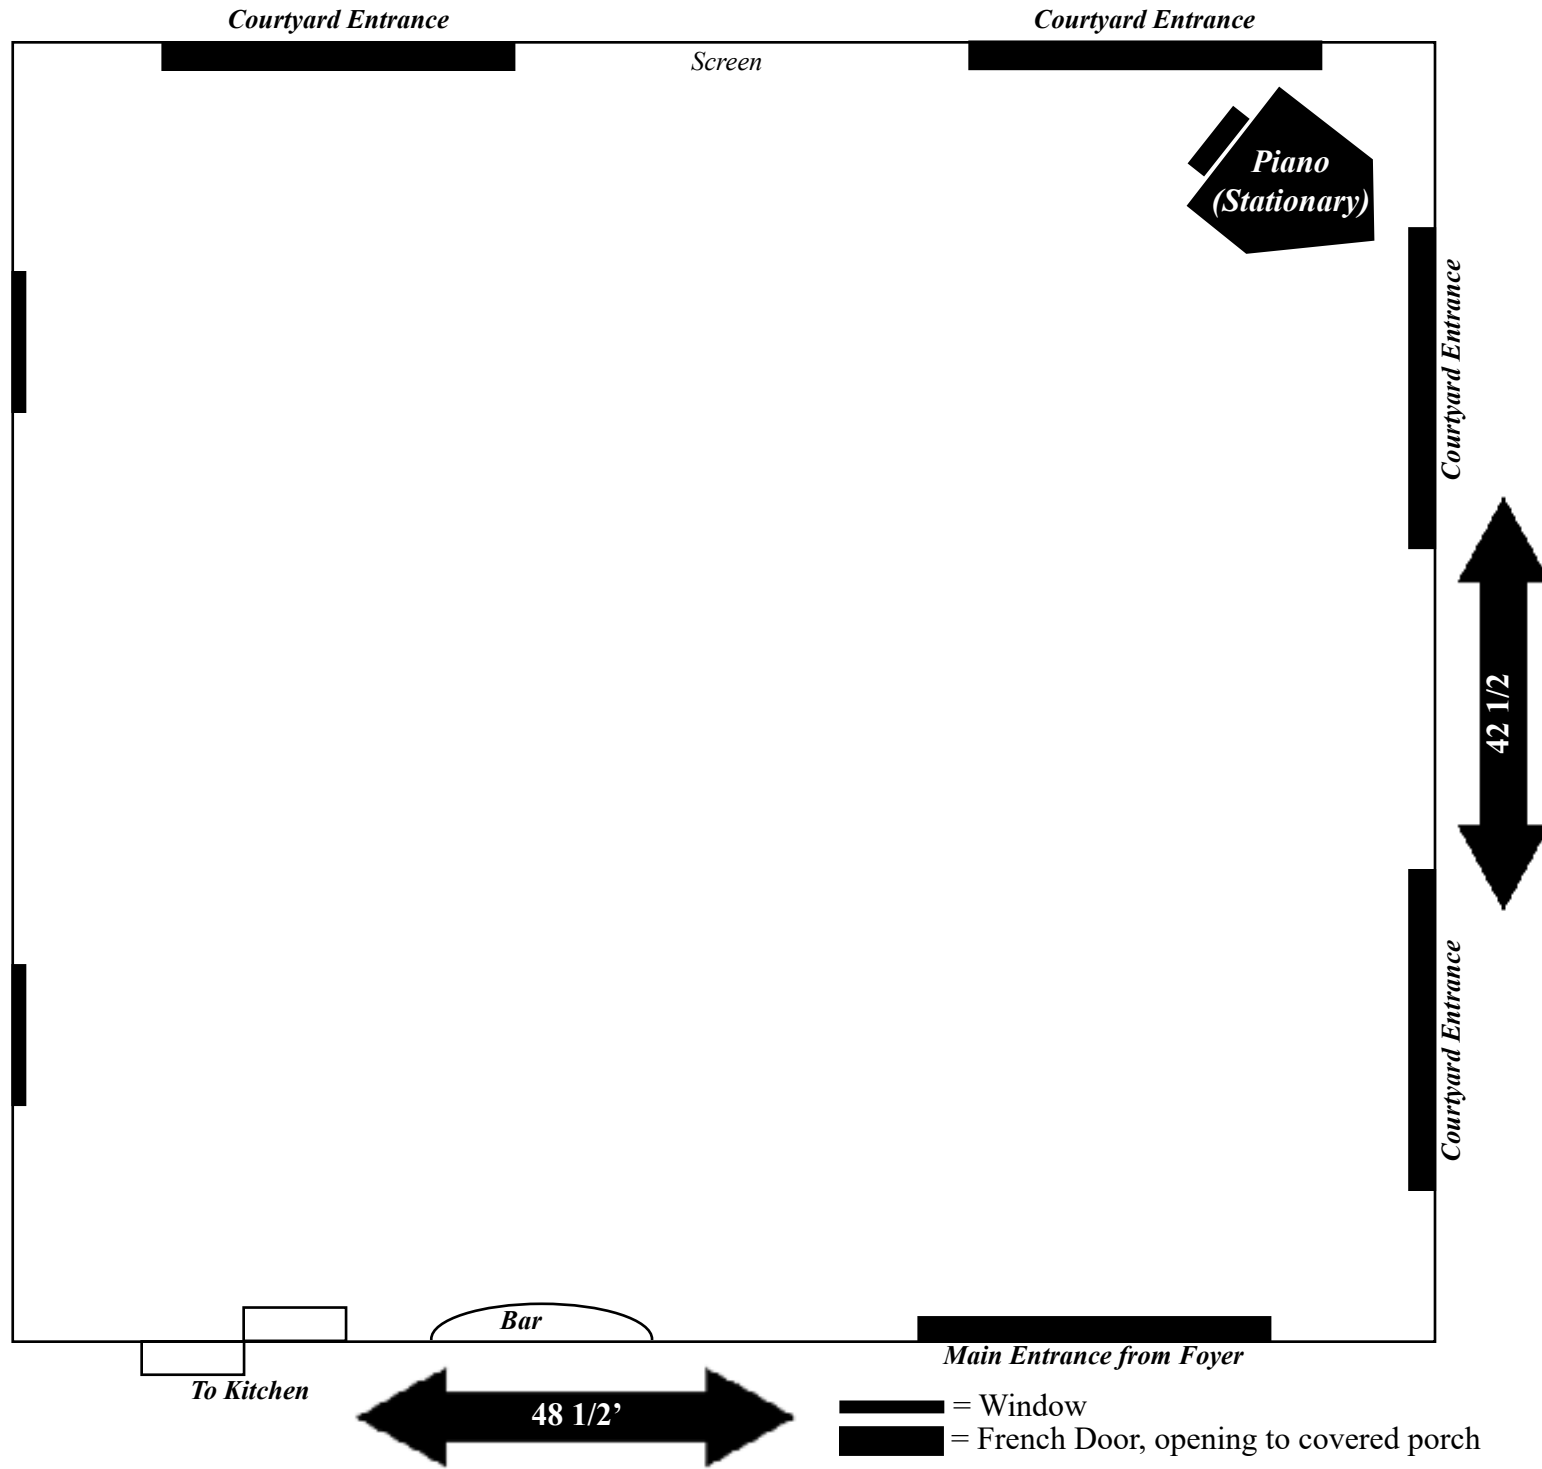 Courtyard Entrance
Courtyard Entrance
Screen
Piano
(Stationary)
Courtyard Entrance
42 1/2
Courtyard Entrance
Bar
Main Entrance from Foyer
To Kitchen
48 1/2’
= Window
= French Door, opening to covered porch